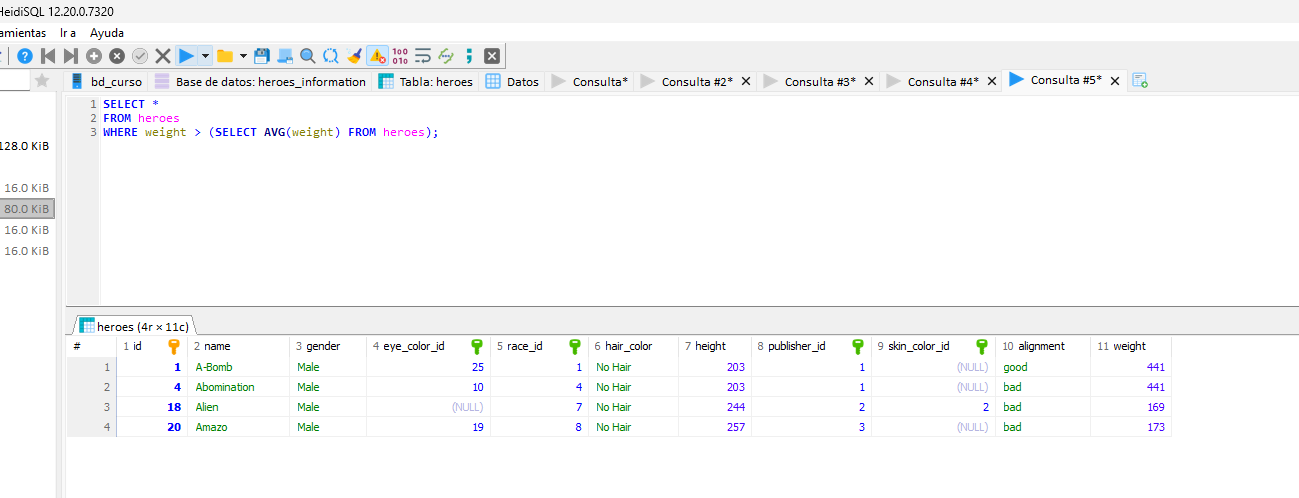 HeidiSQL 12.20.0.7320
amientas Ir a Ayuda
bd_curso Base de datos: heroes_information Tabla: heroes Datos Consulta* Consulta #2* Consulta #3* Consulta #4* Consulta #5*
1 SELECT *
2 FROM heroes
3 WHERE weight > (SELECT AVG(weight) FROM heroes);
128.0 KiB
16.0 KiB
80.0 KiB
16.0 KiB
16.0 KiB
heroes (4r × 11c)
# 1 id 2 name 3 gender 4 eye_color_id 5 race_id 6 hair_color 7 height 8 publisher_id 9 skin_color_id 10 alignment 11 weight
1 1 A-Bomb Male 25 1 No Hair 203 1 (NULL) good 441
2 4 Abomination Male 10 4 No Hair 203 1 (NULL) bad 441
3 18 Alien Male (NULL) 7 No Hair 244 2 2 bad 169
4 20 Amazo Male 19 8 No Hair 257 3 (NULL) bad 173